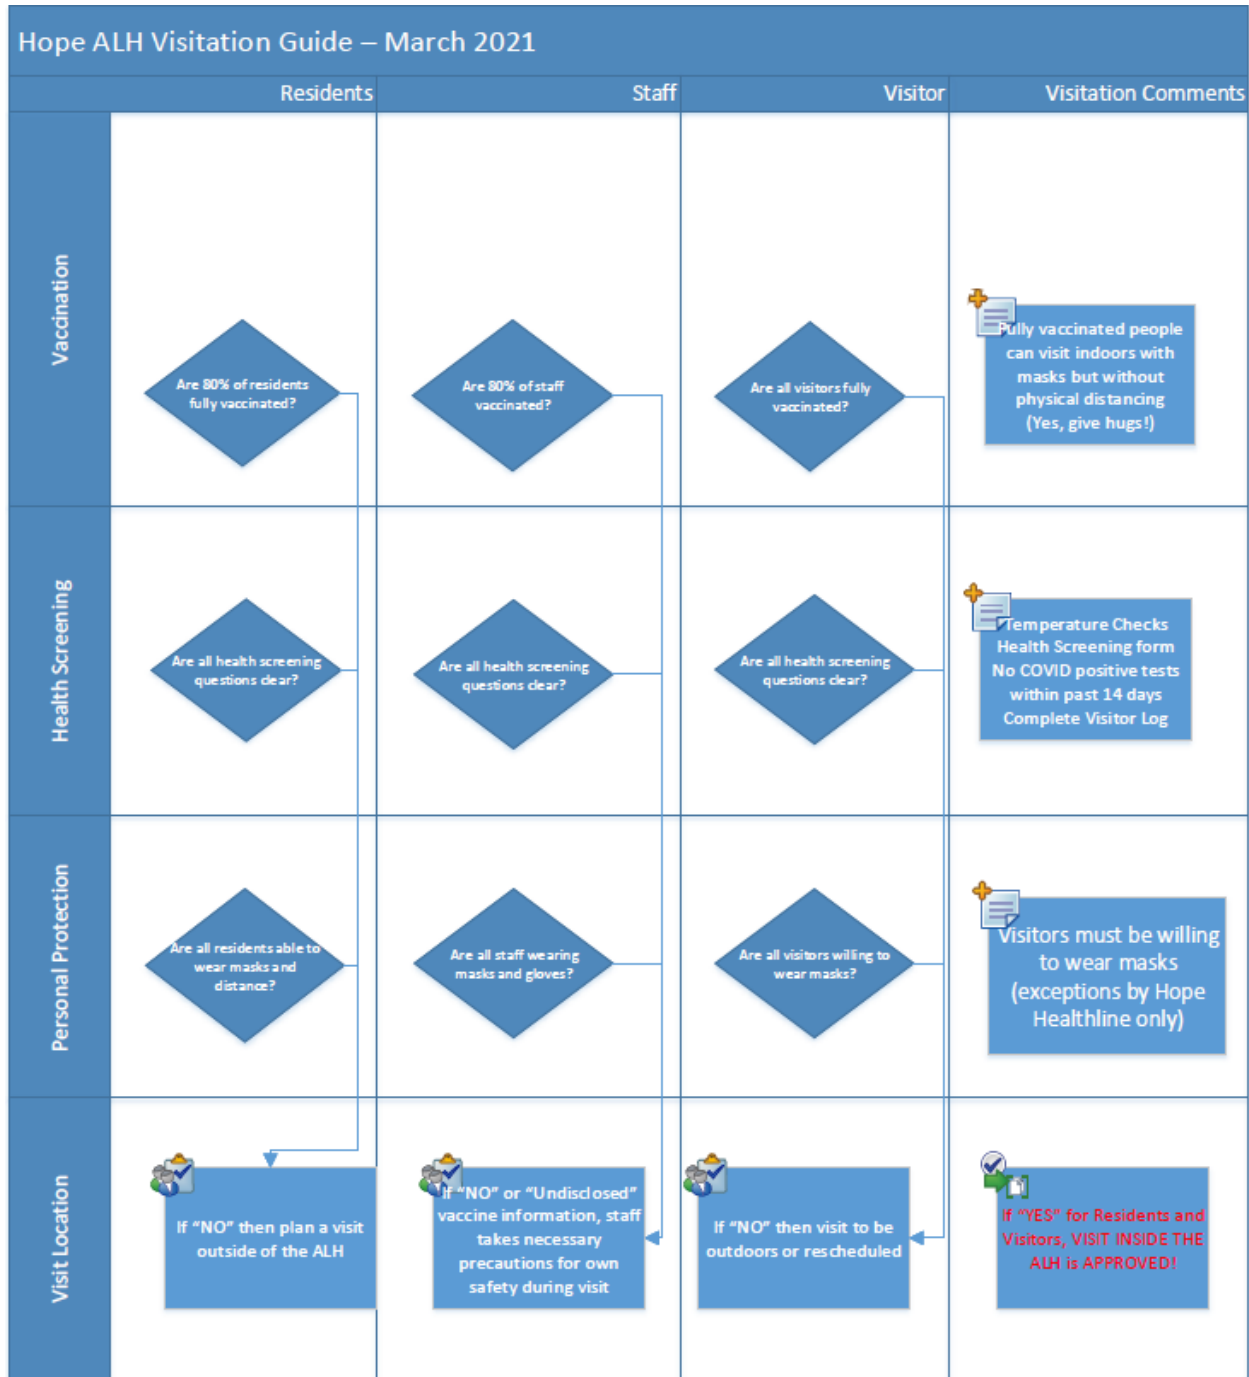 Hope ALH Visitation Guide – March 2021
Residents
Staff
Visitor
Visitation Comments
Vaccination
Are 80% of residents
fully vaccinated?
Are 80% of staff
vaccinated?
Are all visitors fully
vaccinated?
Fully vaccinated people
can visit indoors with
masks but without
physical distancing
(Yes, give hugs!)
Health Screening
Are all health screening
questions clear?
Are all health screening
questions clear?
Are all health screening
questions clear?
Temperature Checks
Health Screening form
No COVID positive tests
within past 14 days
Complete Visitor Log
Personal Protection
Are all residents able to
wear masks and
distance?
Are all staff wearing
masks and gloves?
Are all visitors willing to
wear masks?
Visitors must be willing
to wear masks
(exceptions by Hope
Healthline only)
Visit Location
If “NO” then plan a visit
outside of the ALH
If “NO” or “Undisclosed”
vaccine information, staff
takes necessary
precautions for own
safety during visit
If “NO” then visit to be
outdoors or rescheduled
If “YES” for Residents and
Visitors, VISIT INSIDE THE
ALH is APPROVED!